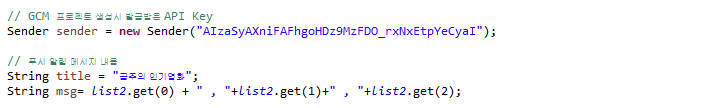 // GCM 프로젝트 생성시 발급받은 API Key
Sender sender = new Sender("AIzaSyAXniFAFhgoHDz9MzFDO_rxNxEtpYeCyaI");
// 푸시 알림 메시지 내용
String title = "금주의 인기영화";
String msg= list2.get(0) + " , "+list2.get(1)+" , "+list2.get(2);